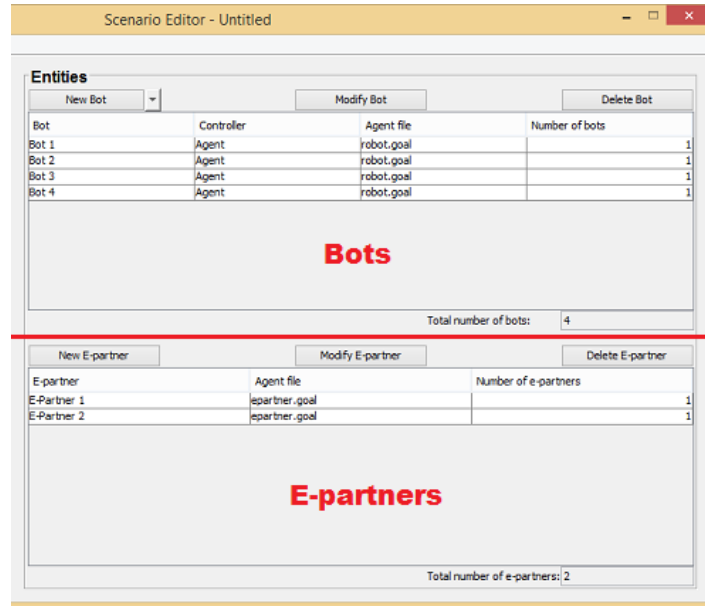 Scenario Editor - Untitled
Entities
New Bot Modify Bot Delete Bot
Bot Controller Agent file Number of bots
Bot 1 Agent robot.goal 1
Bot 2 Agent robot.goal 1
Bot 3 Agent robot.goal 1
Bot 4 Agent robot.goal 1
Bots
Total number of bots: 4
New E-partner Modify E-partner Delete E-partner
E-partner Agent file Number of e-partners
E-Partner 1 epartner.goal 1
E-Partner 2 epartner.goal 1
E-partners
Total number of e-partners: 2